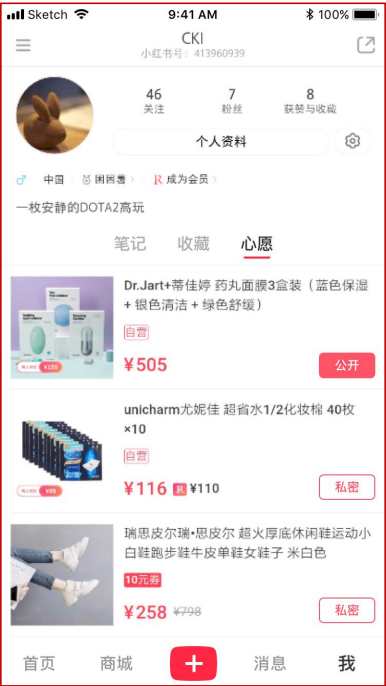 Sketch
9:41 AM
100%
CKI
小红书号：413960939
46
7
8
关注
粉丝
获赞与收藏
个人资料
♂ 中国
困困薯
成为会员
一枚安静的DOTA2高玩
笔记
收藏
心愿
Dr.Jart+蒂佳婷 药丸面膜3盒装（蓝色保湿
+ 银色清洁 + 绿色舒缓）
自营
¥505
公开
unicharm尤妮佳 超省水1/2化妆棉 40枚
×10
自营
¥116 R ¥110
私密
瑞思皮尔瑞•思皮尔 超火厚底休闲鞋运动小
白鞋跑步鞋牛皮单鞋女鞋子 米白色
10元券
¥258 ¥798
私密
首页
商城
消息
我